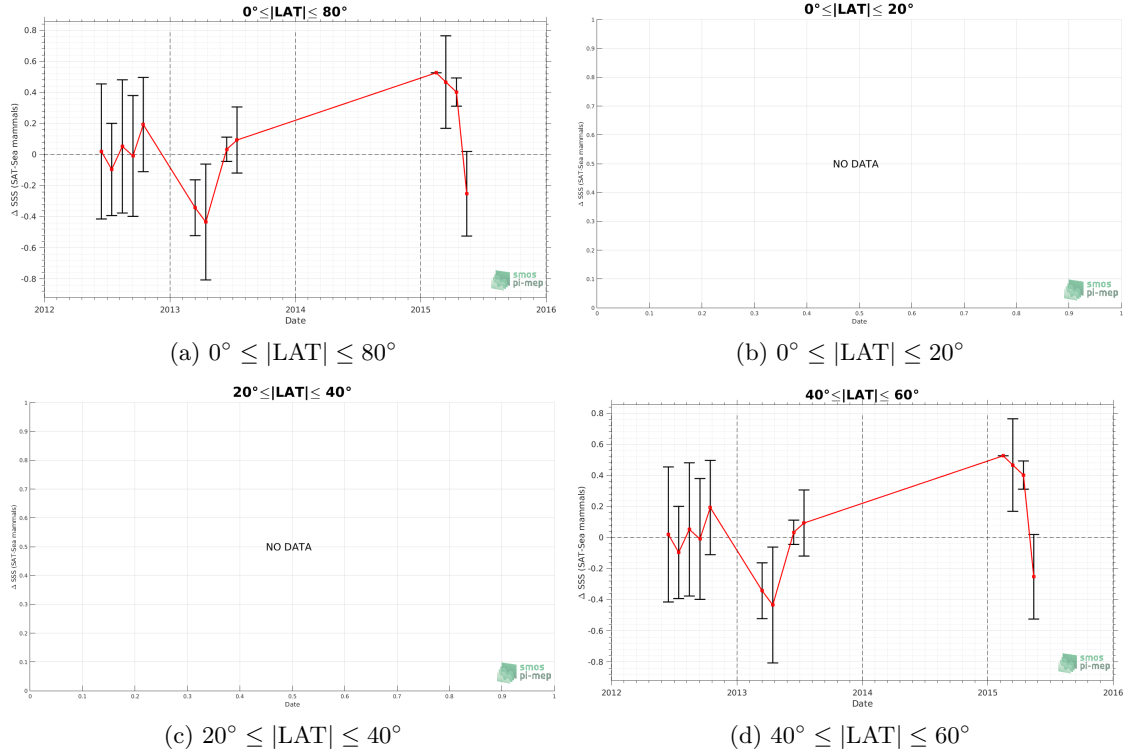 0°≤|LAT|≤ 80°
Δ SSS (SAT-Sea mammals)
0.8
0.6
0.4
0.2
0
-0.2
-0.4
-0.6
-0.8
2012 2013 2014 2015 2016
Date
smos
pi-mep
(a) 0° ≤ |LAT| ≤ 80°
0°≤|LAT|≤ 20°
Δ SSS (SAT-Sea mammals)
1
0.9
0.8
0.7
0.6
0.5
0.4
0.3
0.2
0.1
0
NO DATA
0 0.1 0.2 0.3 0.4 0.5 0.6 0.7 0.8 0.9 1
Date
smos
pi-mep
(b) 0° ≤ |LAT| ≤ 20°
20°≤|LAT|≤ 40°
Δ SSS (SAT-Sea mammals)
1
0.9
0.8
0.7
0.6
0.5
0.4
0.3
0.2
0.1
0
NO DATA
0 0.1 0.2 0.3 0.4 0.5 0.6 0.7 0.8 0.9 1
Date
smos
pi-mep
(c) 20° ≤ |LAT| ≤ 40°
40°≤|LAT|≤ 60°
Δ SSS (SAT-Sea mammals)
0.8
0.6
0.4
0.2
0
-0.2
-0.4
-0.6
-0.8
2012 2013 2014 2015 2016
Date
smos
pi-mep
(d) 40° ≤ |LAT| ≤ 60°